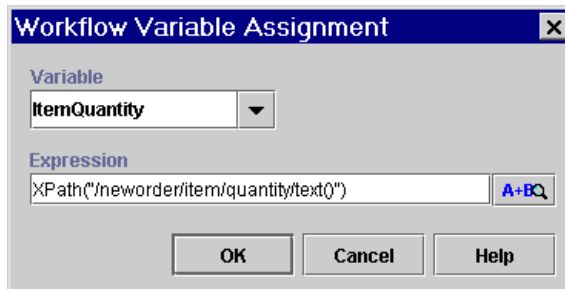 Workflow Variable Assignment
Variable
ItemQuantity
Expression
XPath("/neworder/item/quantity/text()")
A+B
OK Cancel Help